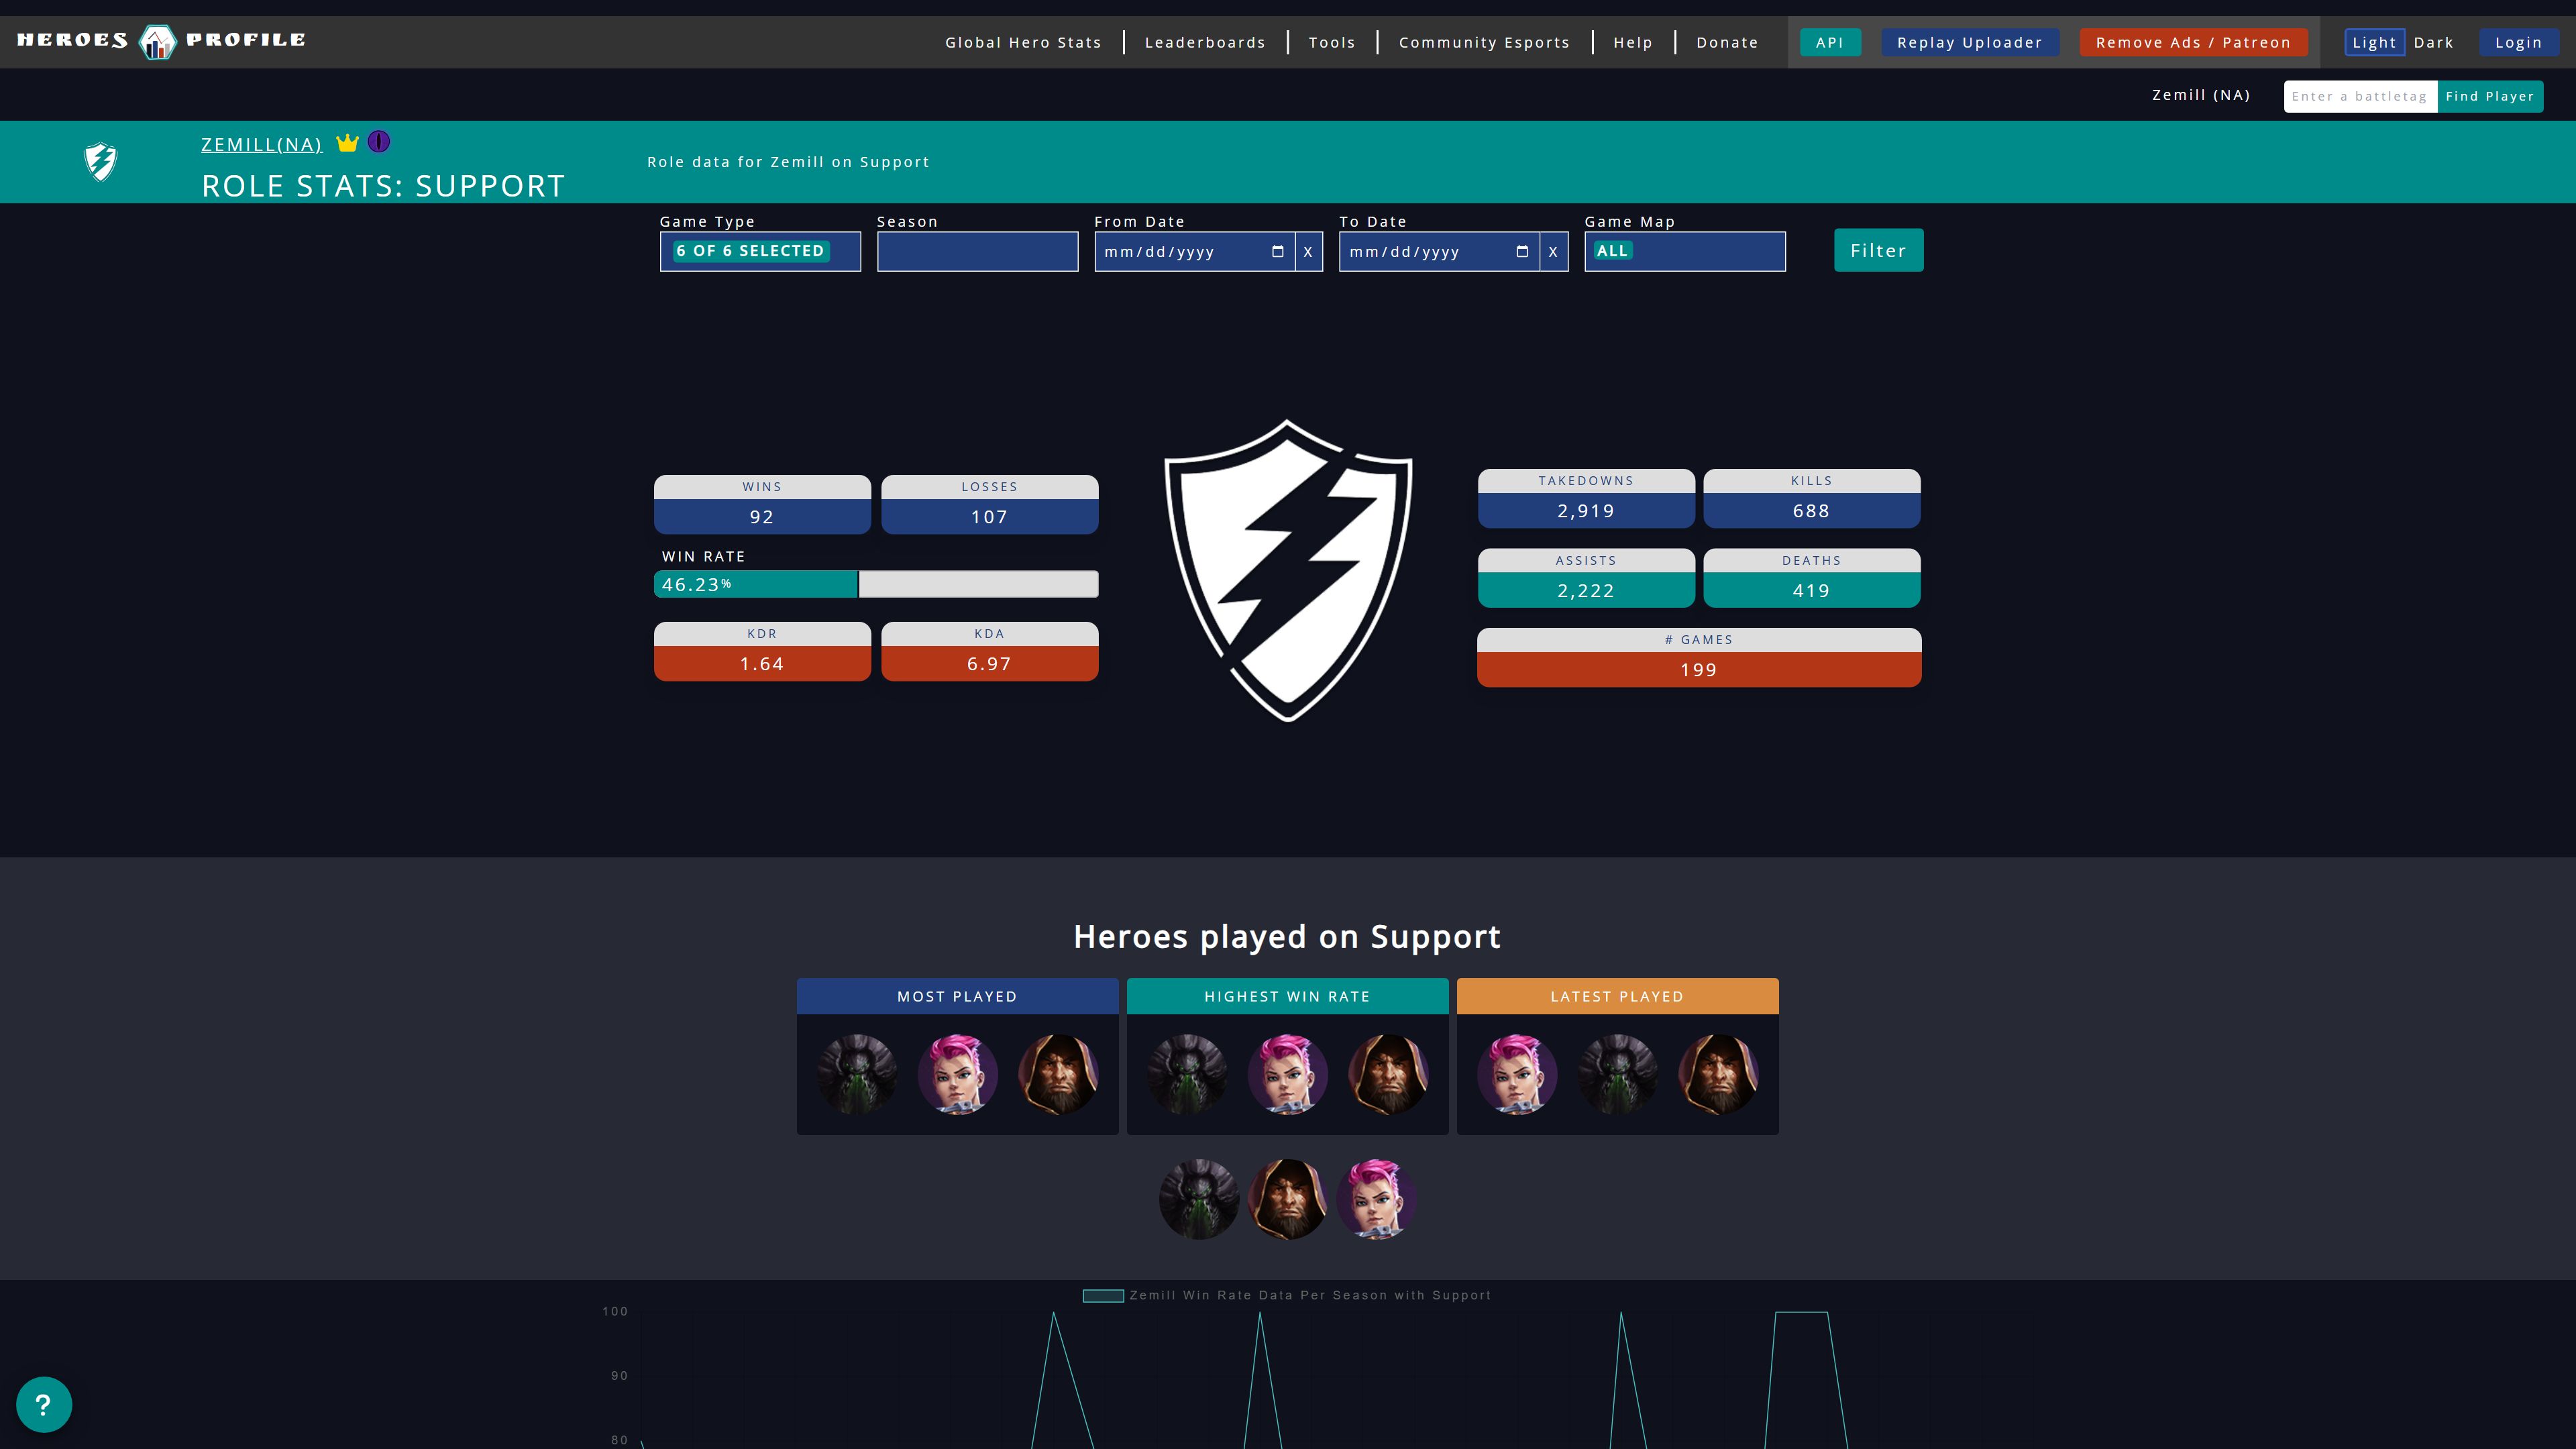 HEROES PROFILE
Global Hero Stats Leaderboards Tools Community Esports Help Donate API Replay Uploader Remove Ads / Patreon Light Dark Login
Zemill (NA) Enter a battletag Find Player
ZEMILL(NA)
ROLE STATS: SUPPORT
Role data for Zemill on Support
Game Type Season From Date To Date Game Map
6 OF 6 SELECTED mm/dd/yyyy X mm/dd/yyyy X ALL Filter
WINS LOSSES
92 107
WIN RATE
46.23%
KDR KDA
1.64 6.97
TAKEDOWNS KILLS
2,919 688
ASSISTS DEATHS
2,222 419
# GAMES
199
Heroes played on Support
MOST PLAYED HIGHEST WIN RATE LATEST PLAYED
Zemill Win Rate Data Per Season with Support
100
90
80
?